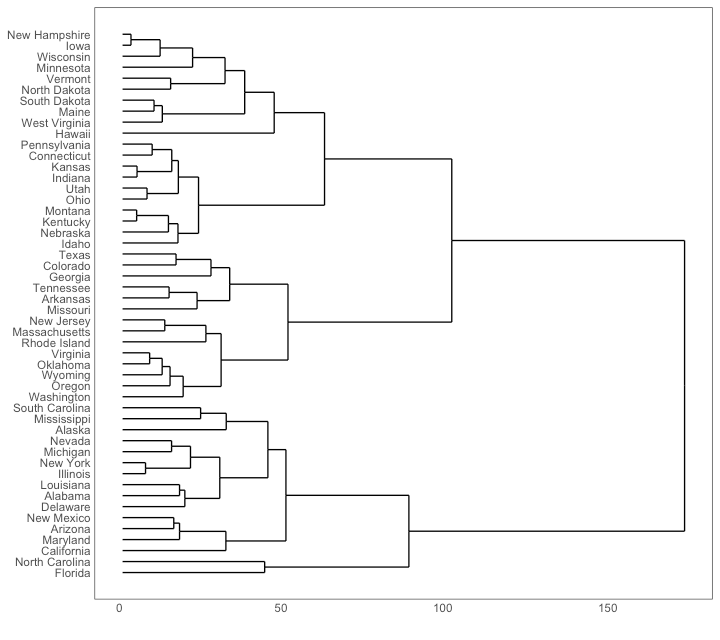 New Hampshire
Iowa
Wisconsin
Minnesota
Vermont
North Dakota
South Dakota
Maine
West Virginia
Hawaii
Pennsylvania
Connecticut
Kansas
Indiana
Utah
Ohio
Montana
Kentucky
Nebraska
Idaho
Texas
Colorado
Georgia
Tennessee
Arkansas
Missouri
New Jersey
Massachusetts
Rhode Island
Virginia
Oklahoma
Wyoming
Oregon
Washington
South Carolina
Mississippi
Alaska
Nevada
Michigan
New York
Illinois
Louisiana
Alabama
Delaware
New Mexico
Arizona
Maryland
California
North Carolina
Florida
0 50 100 150